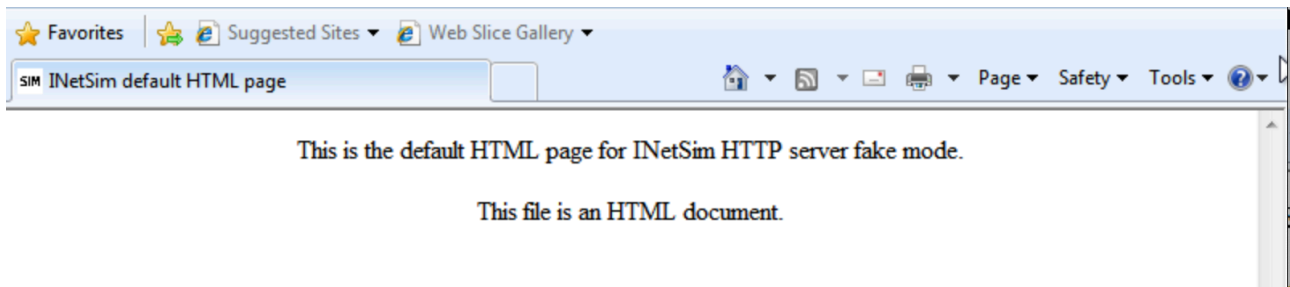 Favorites Suggested Sites Web Slice Gallery
SIM INetSim default HTML page Page Safety Tools
This is the default HTML page for INetSim HTTP server fake mode.
This file is an HTML document.